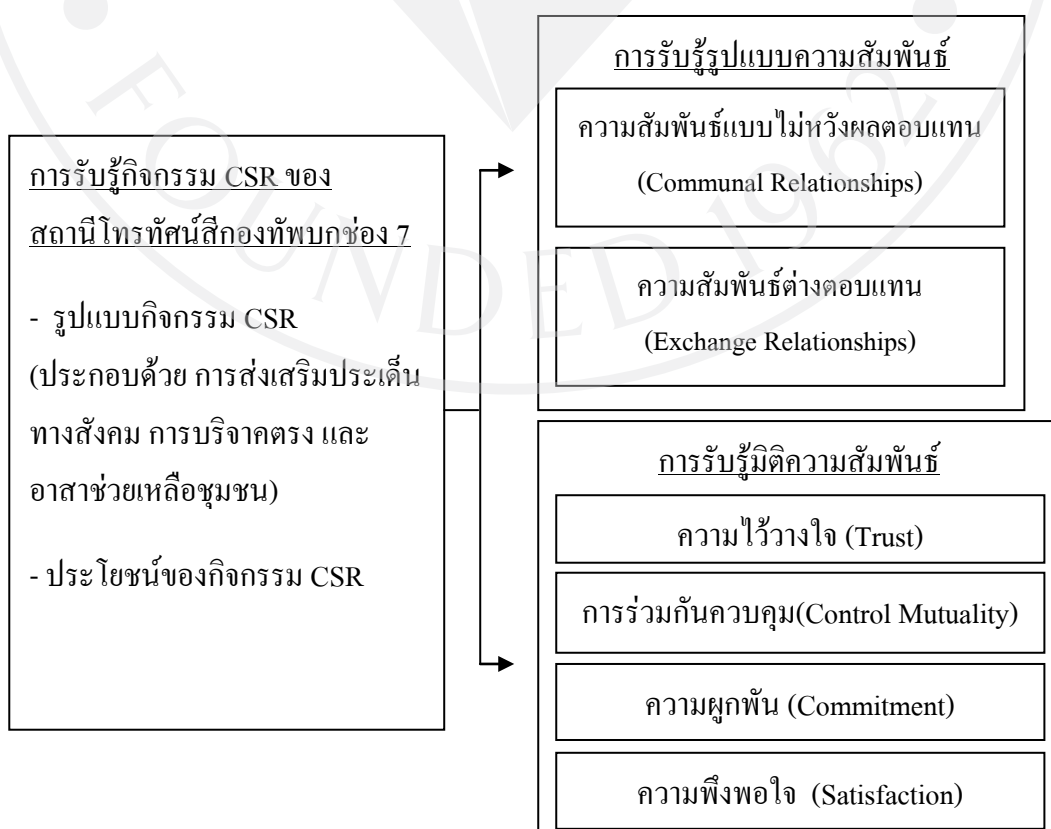 การรับรู้กิจกรรม CSR ของ
สถานีโทรทัศน์สีกองทัพบกช่อง 7
- รูปแบบกิจกรรม CSR
(ประกอบด้วย การส่งเสริมประเด็น
ทางสังคม การบริจาคตรง และ
อาสาช่วยเหลือชุมชน)
- ประโยชน์ของกิจกรรม CSR
การรับรู้รูปแบบความสัมพันธ์
ความสัมพันธ์แบบไม่หวังผลตอบแทน
(Communal Relationships)
ความสัมพันธ์ต่างตอบแทน
(Exchange Relationships)
การรับรู้มิติความสัมพันธ์
ความไว้วางใจ (Trust)
การร่วมกันควบคุม(Control Mutuality)
ความผูกพัน (Commitment)
ความพึงพอใจ (Satisfaction)
FOUNDED 1962